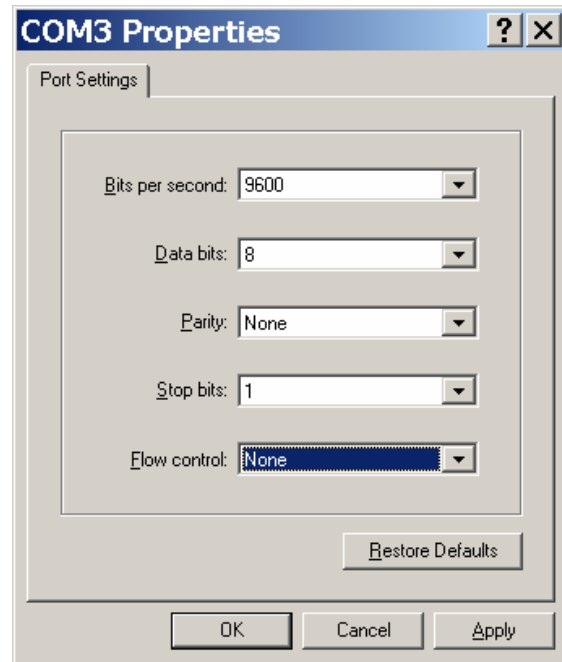 COM3 Properties
Port Settings
Bits per second: 9600
Data bits: 8
Parity: None
Stop bits: 1
Flow control: None
Restore Defaults
OK Cancel Apply